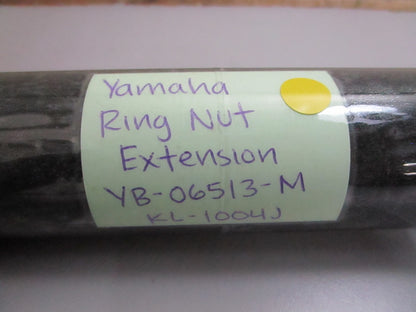 Yamaha
Ring Nut
Extension
YB-06513-M
KL-1004J